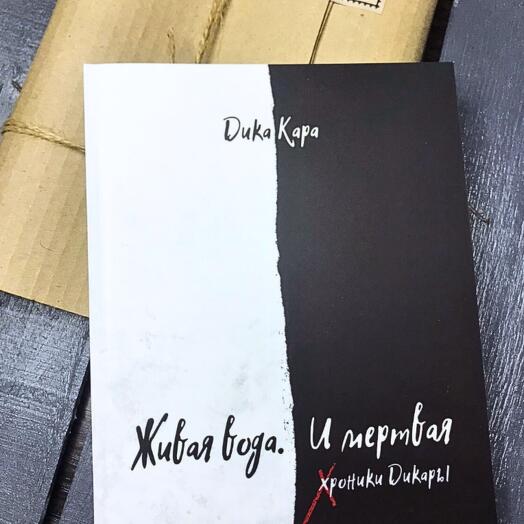 Дика Кара
Живая вода. И мертвая
хроники Дикары